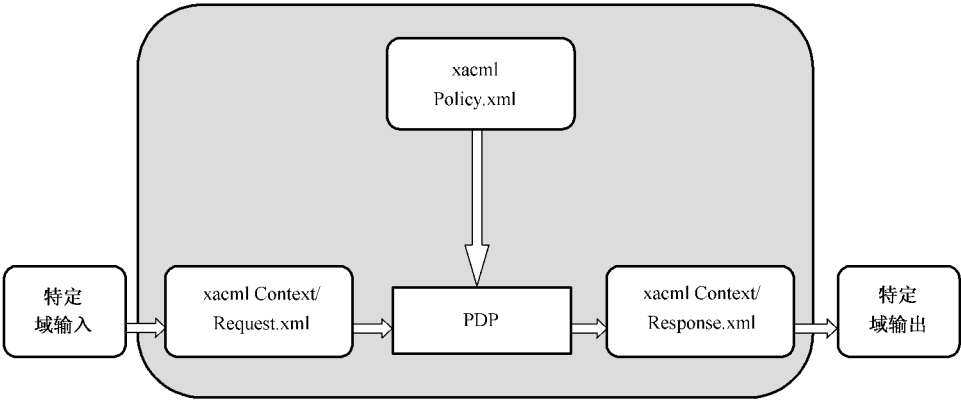 xacml
Policy.xml
特定
域输入
xacml Context/
Request.xml
PDP
xacml Context/
Response.xml
特定
域输出